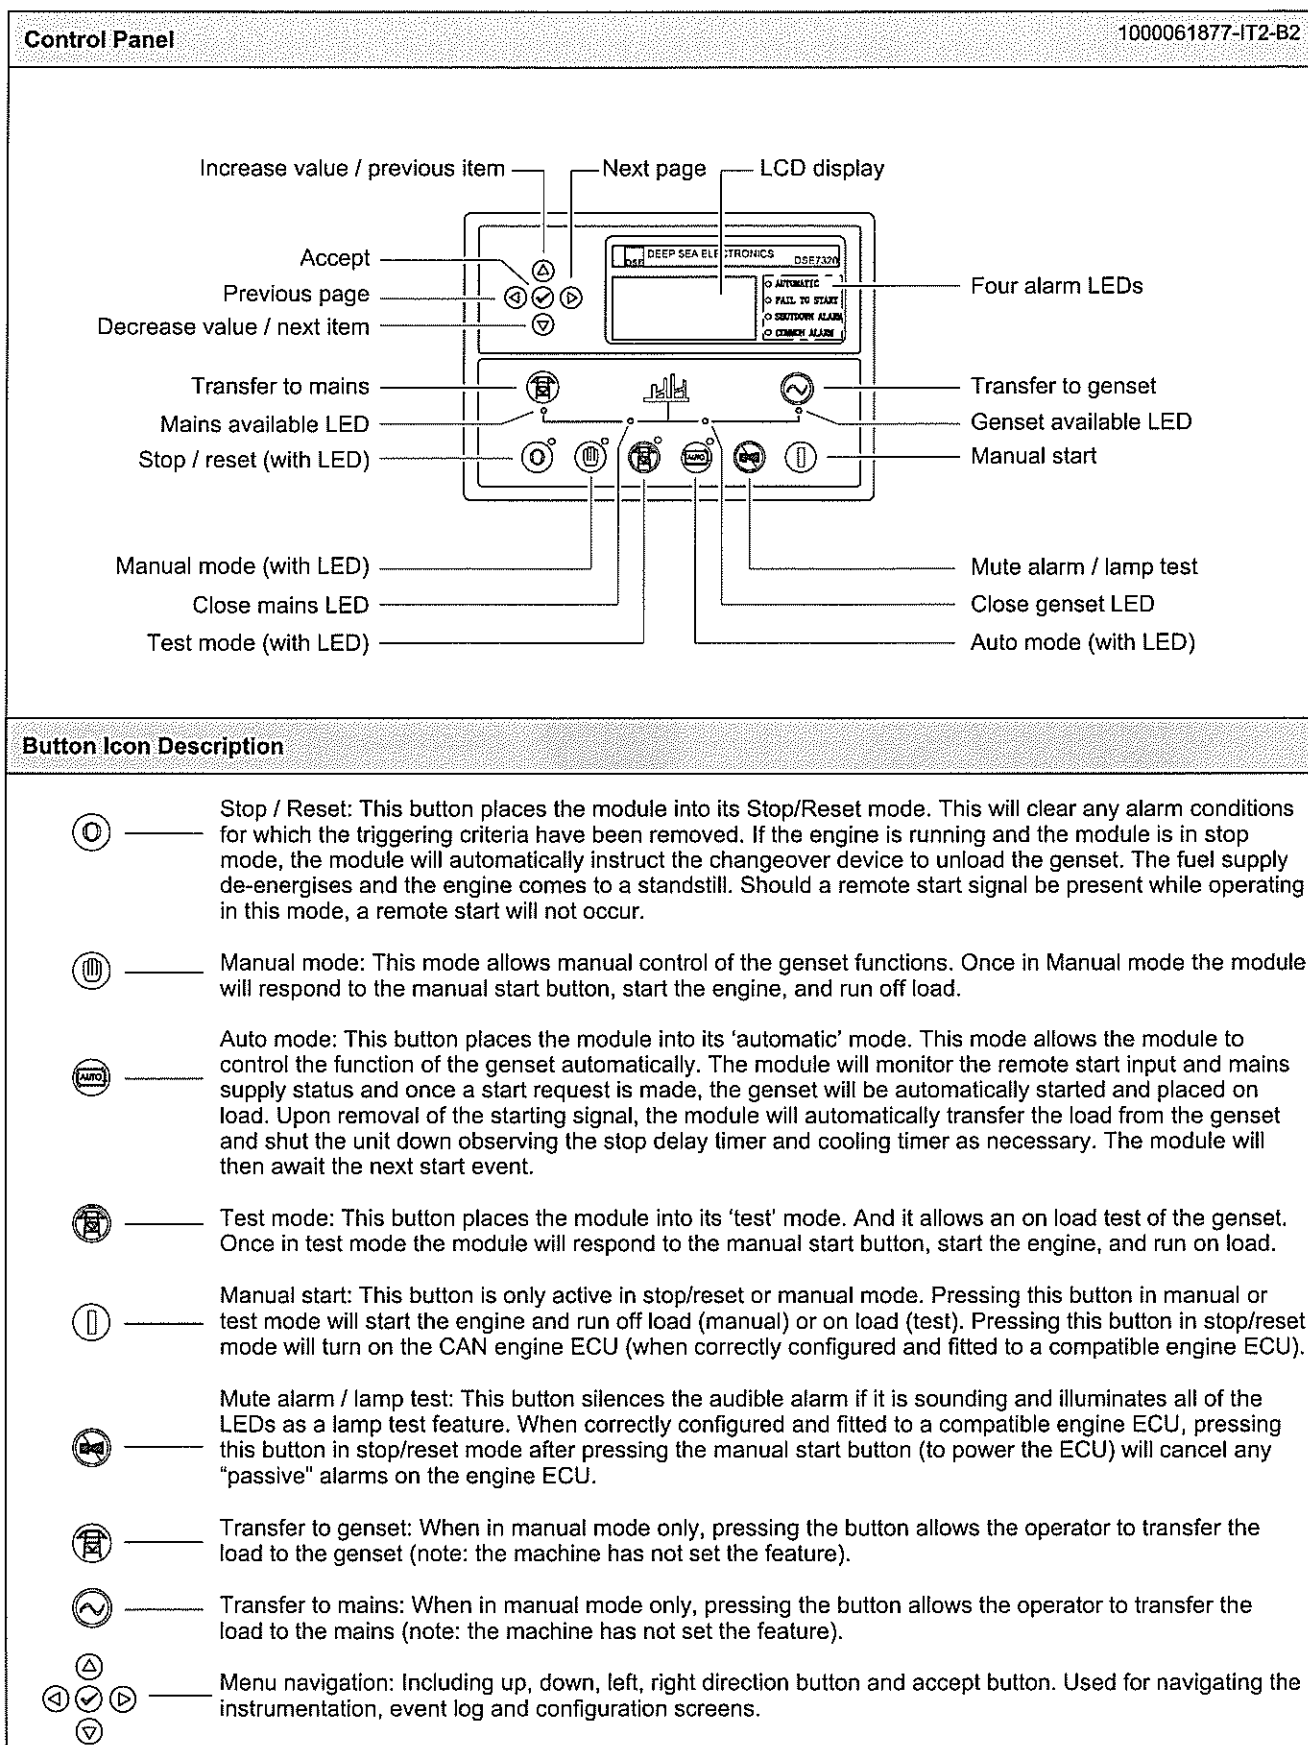 Control Panel
1000061877-IT2-B2
Increase value / previous item
Next page
LCD display
Accept
Previous page
Decrease value / next item
DSE
DEEP SEA ELECTRONICS
DSE7320
AUTOMATIC
FAIL TO START
SHUTDOWN ALARM
COMMON ALARM
Four alarm LEDs
Transfer to mains
Mains available LED
Stop / reset (with LED)
Transfer to genset
Genset available LED
Manual start
AUTO
Manual mode (with LED)
Close mains LED
Test mode (with LED)
Mute alarm / lamp test
Close genset LED
Auto mode (with LED)
Button Icon Description
Stop / Reset: This button places the module into its Stop/Reset mode. This will clear any alarm conditions
for which the triggering criteria have been removed. If the engine is running and the module is in stop
mode, the module will automatically instruct the changeover device to unload the genset. The fuel supply
de-energises and the engine comes to a standstill. Should a remote start signal be present while operating
in this mode, a remote start will not occur.
Manual mode: This mode allows manual control of the genset functions. Once in Manual mode the module
will respond to the manual start button, start the engine, and run off load.
AUTO
Auto mode: This button places the module into its ‘automatic’ mode. This mode allows the module to
control the function of the genset automatically. The module will monitor the remote start input and mains
supply status and once a start request is made, the genset will be automatically started and placed on
load. Upon removal of the starting signal, the module will automatically transfer the load from the genset
and shut the unit down observing the stop delay timer and cooling timer as necessary. The module will
then await the next start event.
Test mode: This button places the module into its ‘test’ mode. And it allows an on load test of the genset.
Once in test mode the module will respond to the manual start button, start the engine, and run on load.
Manual start: This button is only active in stop/reset or manual mode. Pressing this button in manual or
test mode will start the engine and run off load (manual) or on load (test). Pressing this button in stop/reset
mode will turn on the CAN engine ECU (when correctly configured and fitted to a compatible engine ECU).
Mute alarm / lamp test: This button silences the audible alarm if it is sounding and illuminates all of the
LEDs as a lamp test feature. When correctly configured and fitted to a compatible engine ECU, pressing
this button in stop/reset mode after pressing the manual start button (to power the ECU) will cancel any
“passive" alarms on the engine ECU.
Transfer to genset: When in manual mode only, pressing the button allows the operator to transfer the
load to the genset (note: the machine has not set the feature).
Transfer to mains: When in manual mode only, pressing the button allows the operator to transfer the
load to the mains (note: the machine has not set the feature).
Menu navigation: Including up, down, left, right direction button and accept button. Used for navigating the
instrumentation, event log and configuration screens.